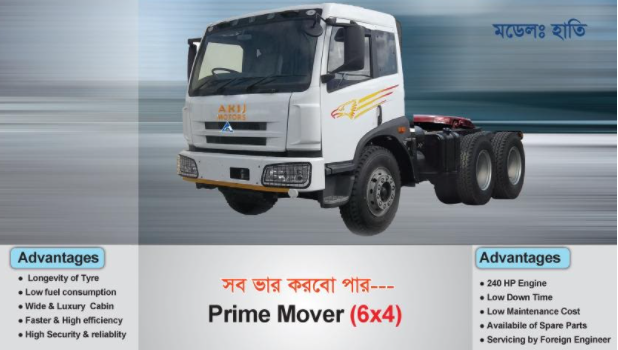 মডেলঃ হাতি
AKIJ
MOTORS
Advantages
● Longevity of Tyre
● Low fuel consumption
● Wide & Luxury Cabin
● Faster & High efficiency
● High Security & reliablity
সব ভার করবো পার---
Prime Mover (6x4)
Advantages
● 240 HP Engine
● Low Down Time
● Low Maintenance Cost
● Availabile of Spare Parts
● Servicing by Foreign Engineer